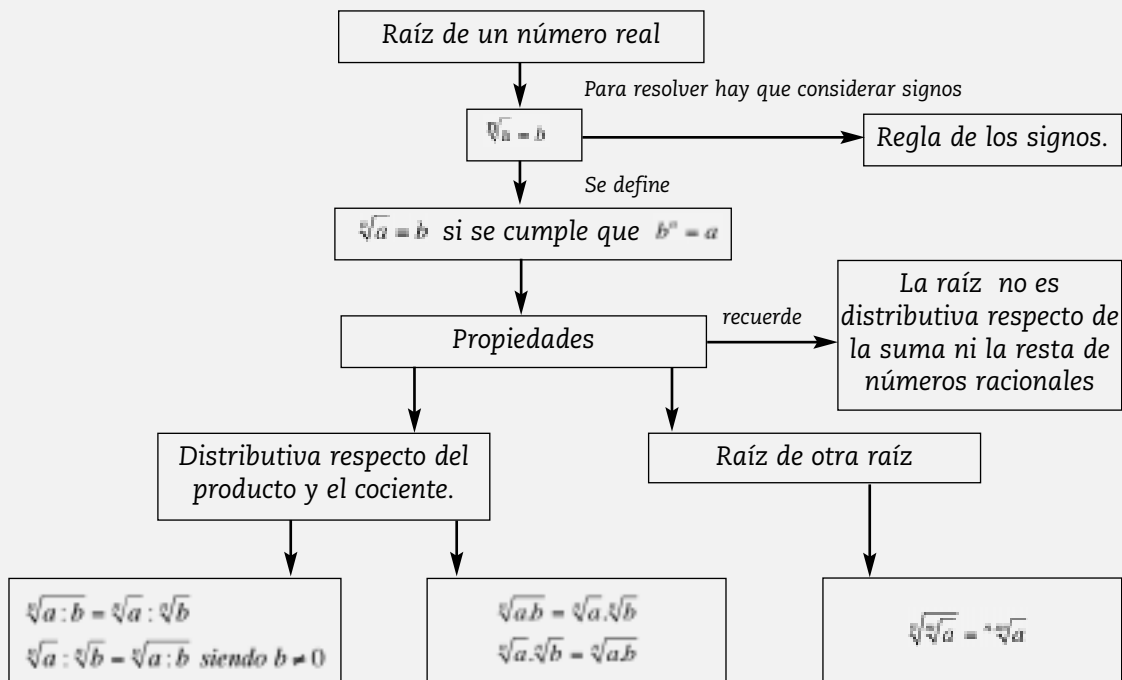 Raíz de un número real
Para resolver hay que considerar signos
ⁿ√a = b
Regla de los signos.
Se define
ⁿ√a = b si se cumple que bⁿ = a
Propiedades
recuerde
La raíz no es
distributiva respecto de
la suma ni la resta de
números racionales
Distributiva respecto del
producto y el cociente.
Raíz de otra raíz
ⁿ√a : b = ⁿ√a : ⁿ√b
ⁿ√a : ⁿ√b = ⁿ√a : b siendo b ≠ 0
ⁿ√a.b = ⁿ√a.ⁿ√b
ⁿ√a.ⁿ√b = ⁿ√a.b
ⁿ√ᵐ√a = ⁿ·ᵐ√a